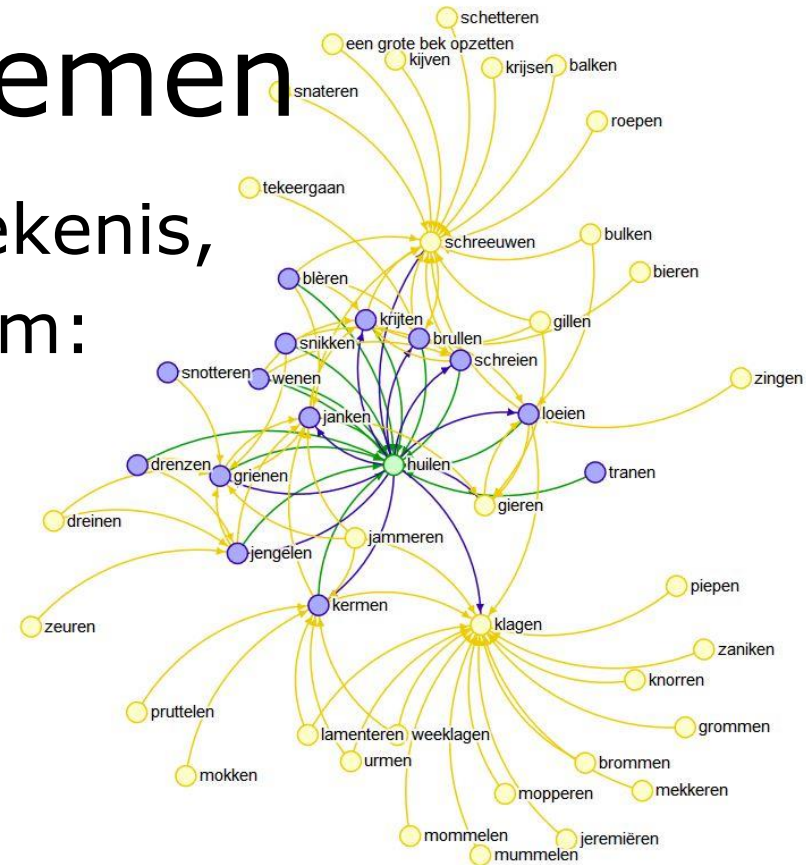 emen
ekenis,
m:
schetteren
een grote bek opzetten
kijven
krijsen
balken
snateren
roepen
tekeergaan
schreeuwen
bulken
bieren
blèren
krijten
gillen
brullen
snikken
schreien
snotteren
wenen
zingen
janken
loeien
drenzen
grienen
huilen
tranen
gieren
dreinen
jammeren
jengelen
piepen
kermen
klagen
zeuren
zaniken
knorren
pruttelen
grommen
lamenteren
weeklagen
urmen
brommen
mokken
mekkeren
mopperen
mommelen
jeremiëren
mummelen